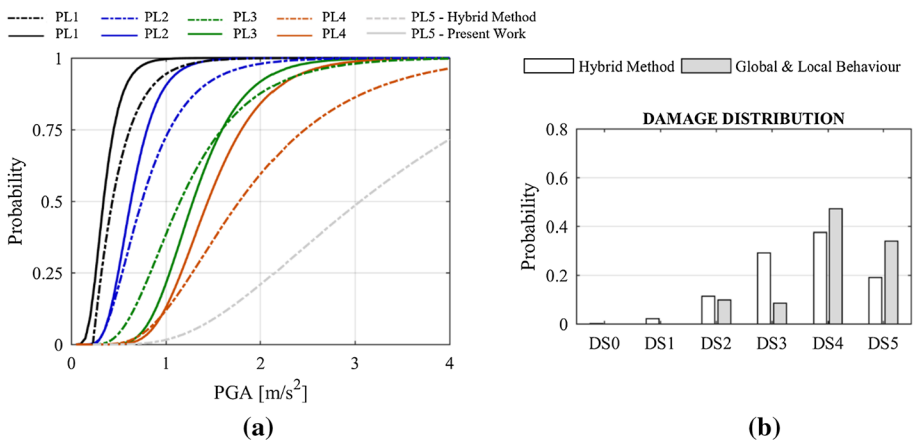 PL1 PL2 PL3 PL4 PL5 - Hybrid Method
PL1 PL2 PL3 PL4 PL5 - Present Work
1
0.75
0.5
0.25
0
Probability
0 1 2 3 4
PGA [m/s²]
(a)
Hybrid Method Global & Local Behaviour
DAMAGE DISTRIBUTION
0.8
0.6
0.4
0.2
0
Probability
DS0 DS1 DS2 DS3 DS4 DS5
(b)